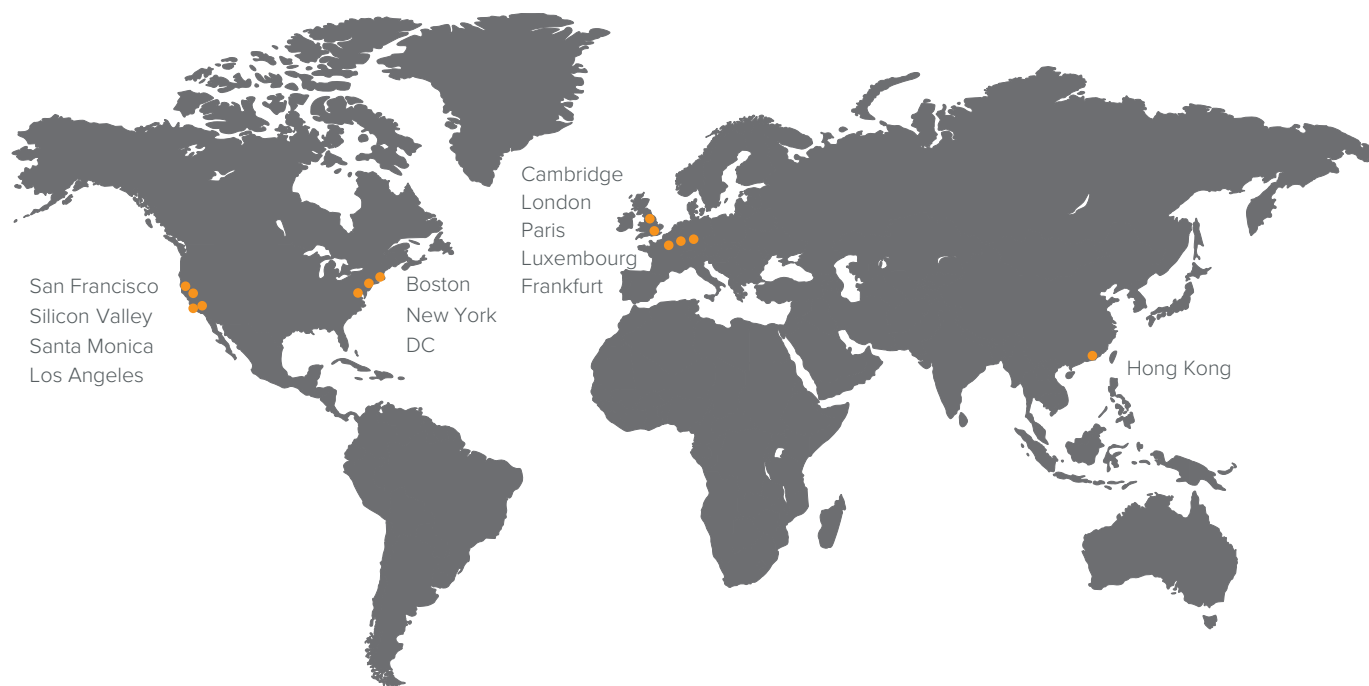 San Francisco
Silicon Valley
Santa Monica
Los Angeles
Boston
New York
DC
Cambridge
London
Paris
Luxembourg
Frankfurt
Hong Kong